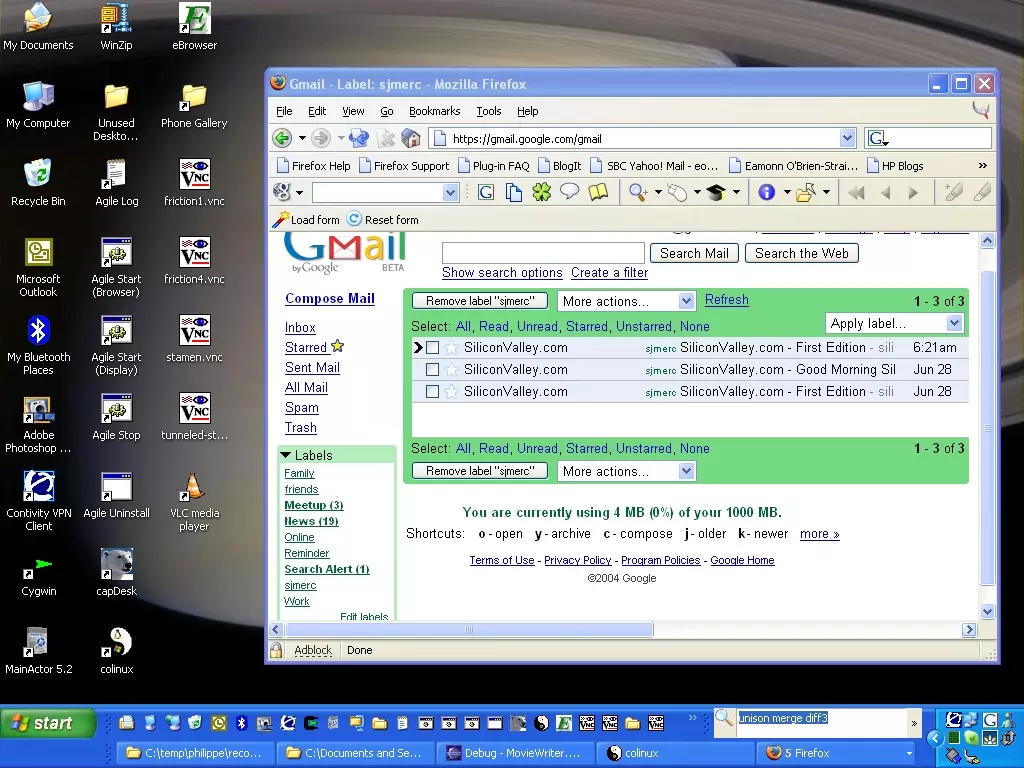 My Documents
WinZip
eBrowser
My Computer
Unused
Deskto...
Phone Gallery
Recycle Bin
Agile Log
friction1.vnc
Microsoft
Outlook
Agile Start
(Browser)
friction4.vnc
My Bluetooth
Places
Agile Start
(Display)
stamen.vnc
Adobe
Photoshop ...
Agile Stop
tunneled-st...
Contivity VPN
Client
Agile Uninstall
VLC media
player
Cygwin
capDesk
MainActor 5.2
colinux
Gmail - Label: sjmerc - Mozilla Firefox
File Edit View Go Bookmarks Tools Help
https://gmail.google.com/gmail
Firefox Help Firefox Support Plug-in FAQ BlogIt SBC Yahoo! Mail - eo... Eamonn O'Brien-Strai... HP Blogs »
Load form Reset form
Gmail
by Google BETA
Search Mail Search the Web
Show search options Create a filter
Compose Mail
Inbox
Starred
Sent Mail
All Mail
Spam
Trash
Labels
Family
friends
Meetup (3)
News (19)
Online
Reminder
Search Alert (1)
sjmerc
Work
Edit labels
Remove label "sjmerc" More actions... Refresh 1 - 3 of 3
Select: All, Read, Unread, Starred, Unstarred, None Apply label...
SiliconValley.com sjmerc SiliconValley.com - First Edition - sili 6:21am
SiliconValley.com sjmerc SiliconValley.com - Good Morning Sil Jun 28
SiliconValley.com sjmerc SiliconValley.com - First Edition - sili Jun 28
Select: All, Read, Unread, Starred, Unstarred, None 1 - 3 of 3
Remove label "sjmerc" More actions...
You are currently using 4 MB (0%) of your 1000 MB.
Shortcuts: o - open y - archive c - compose j - older k - newer more »
Terms of Use - Privacy Policy - Program Policies - Google Home
©2004 Google
Adblock Done
start
unison merge diff3 »
C:\temp\philippe\reco... C:\Documents and Se... Debug - MovieWriter.... colinux 5 Firefox